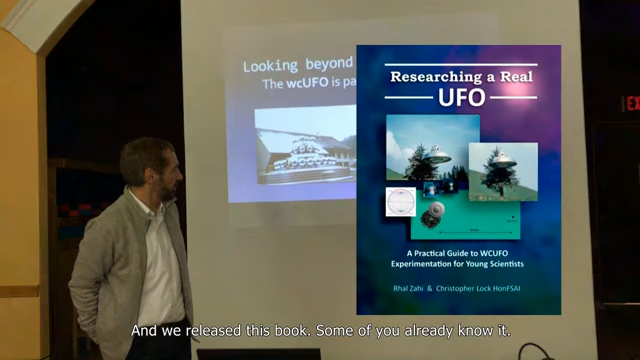 Looking beyond
The wcUFO is pa
EX
Researching a Real
UFO
A Practical Guide to WCUFO
Experimentation for Young Scientists
Rhal Zahi & Christopher Lock HonFSAI
And we released this book. Some of you already know it.